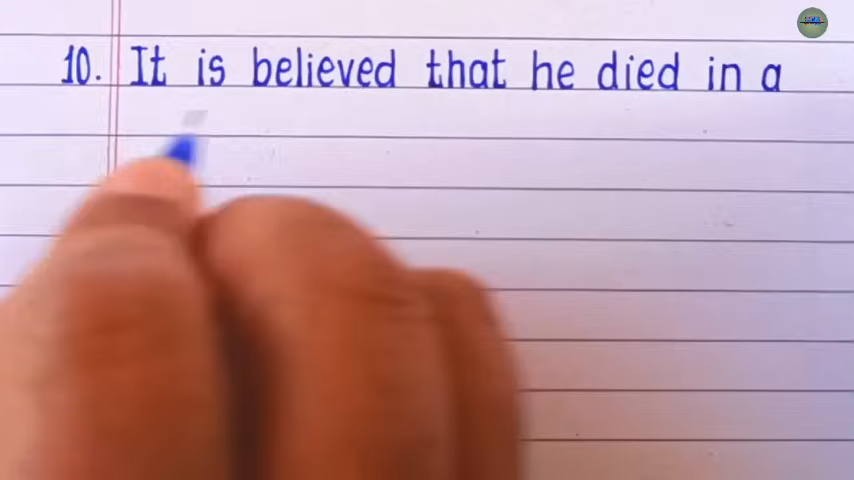 10. It is believed that he died in a